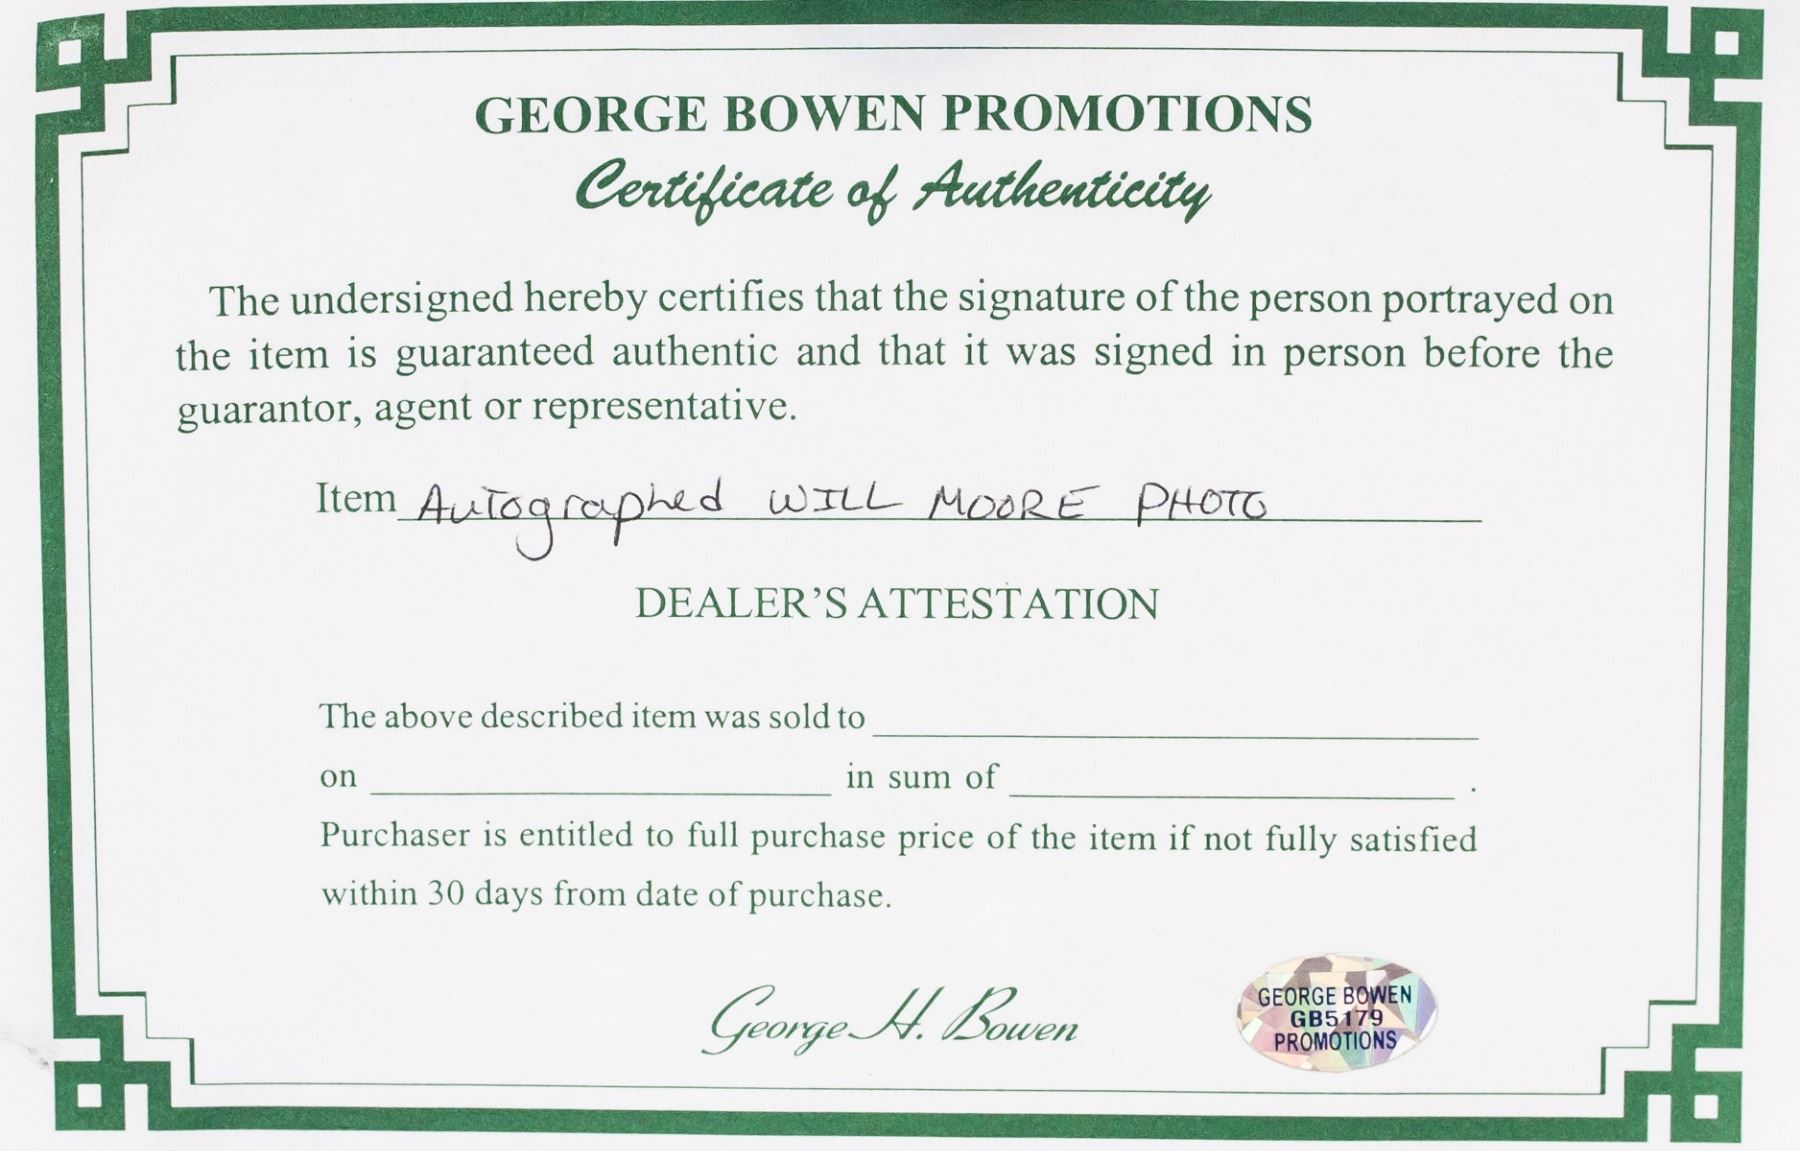 GEORGE BOWEN PROMOTIONS
Certificate of Authenticity
The undersigned hereby certifies that the signature of the person portrayed on
the item is guaranteed authentic and that it was signed in person before the
guarantor, agent or representative.
Item Autographed WILL MOORE PHOTO
DEALER'S ATTESTATION
The above described item was sold to
on in sum of .
Purchaser is entitled to full purchase price of the item if not fully satisfied
within 30 days from date of purchase.
George H. Bowen
GEORGE BOWEN
GB5179
PROMOTIONS